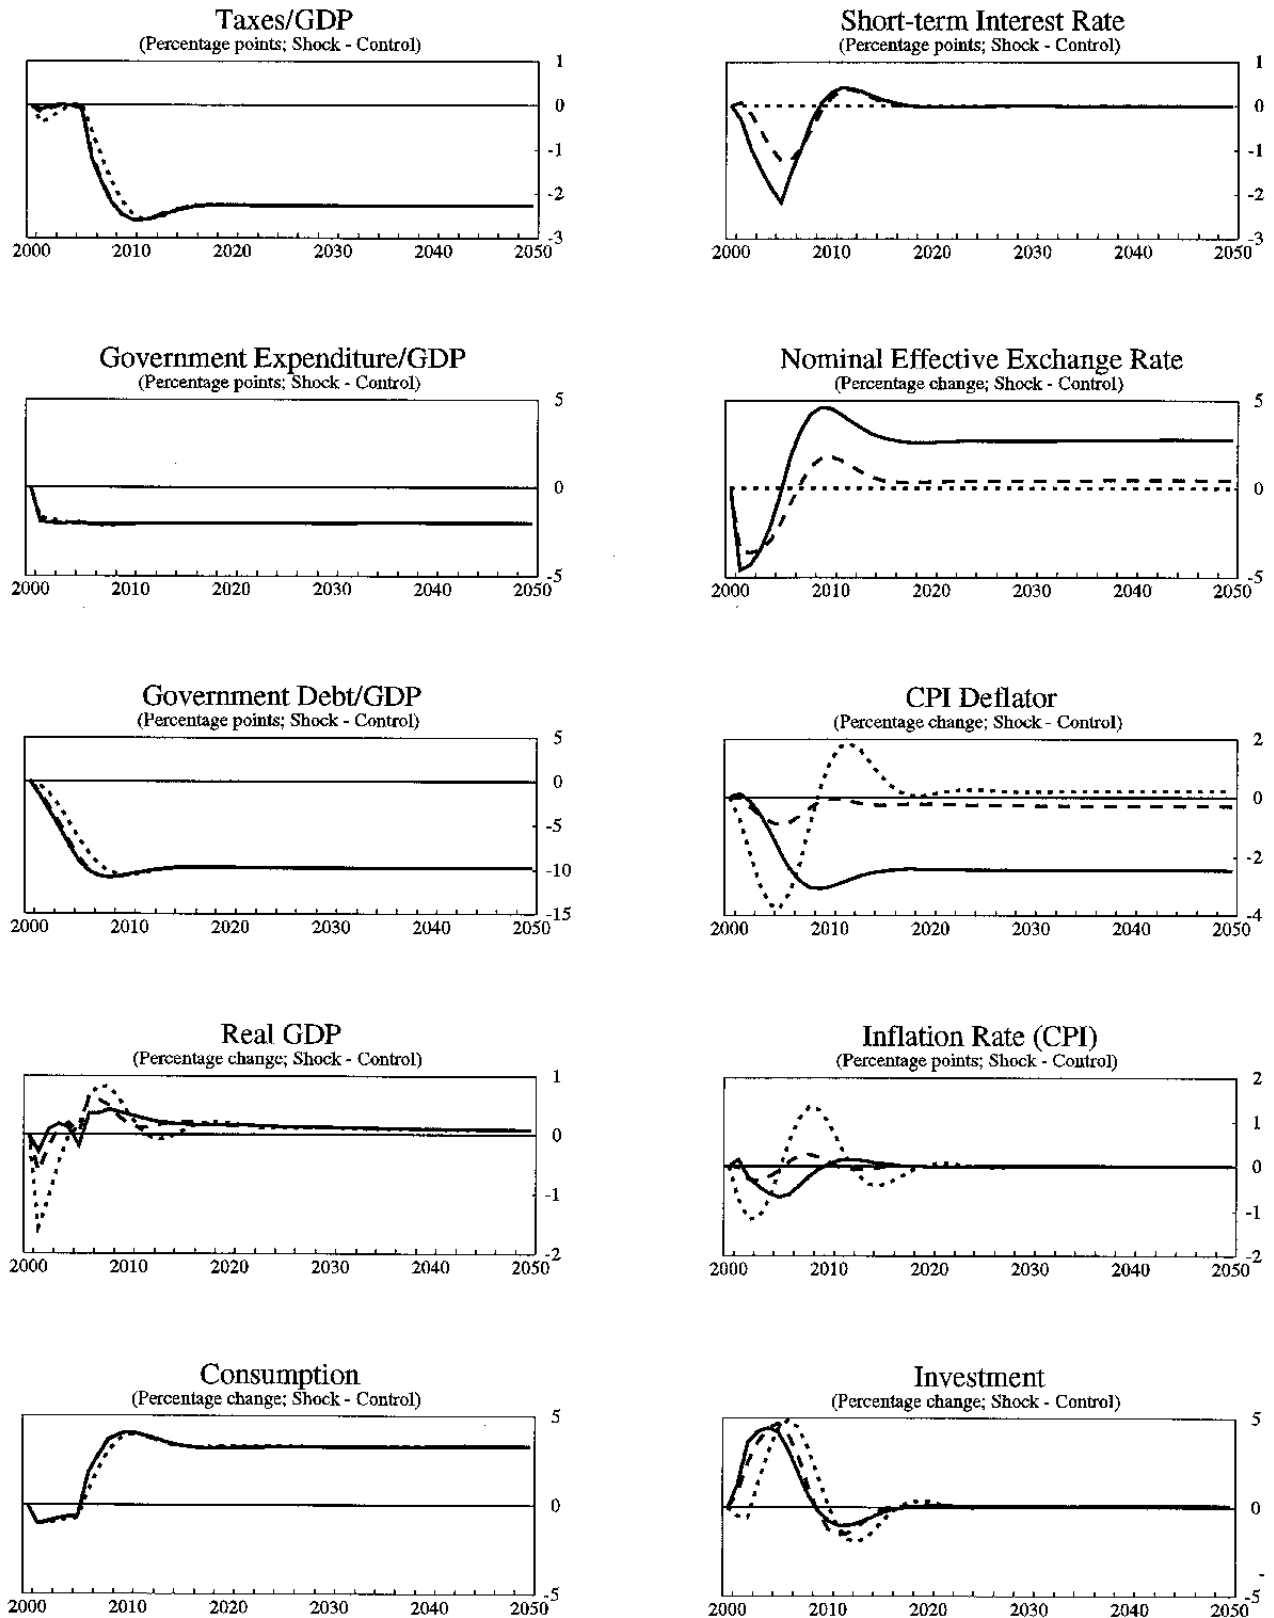 Taxes/GDP
(Percentage points; Shock - Control)
1
0
-1
-2
-3
2000 2010 2020 2030 2040 2050
Short-term Interest Rate
(Percentage points; Shock - Control)
1
0
-1
-2
-3
2000 2010 2020 2030 2040 2050
Government Expenditure/GDP
(Percentage points; Shock - Control)
5
0
-5
2000 2010 2020 2030 2040 2050
Nominal Effective Exchange Rate
(Percentage change; Shock - Control)
5
0
-5
2000 2010 2020 2030 2040 2050
Government Debt/GDP
(Percentage points; Shock - Control)
5
0
-5
-10
-15
2000 2010 2020 2030 2040 2050
CPI Deflator
(Percentage change; Shock - Control)
2
0
-2
-4
2000 2010 2020 2030 2040 2050
Real GDP
(Percentage change; Shock - Control)
1
0
-1
-2
2000 2010 2020 2030 2040 2050
Inflation Rate (CPI)
(Percentage points; Shock - Control)
2
1
0
-1
-2
2000 2010 2020 2030 2040 2050
Consumption
(Percentage change; Shock - Control)
5
0
-5
2000 2010 2020 2030 2040 2050
Investment
(Percentage change; Shock - Control)
5
0
-5
2000 2010 2020 2030 2040 2050